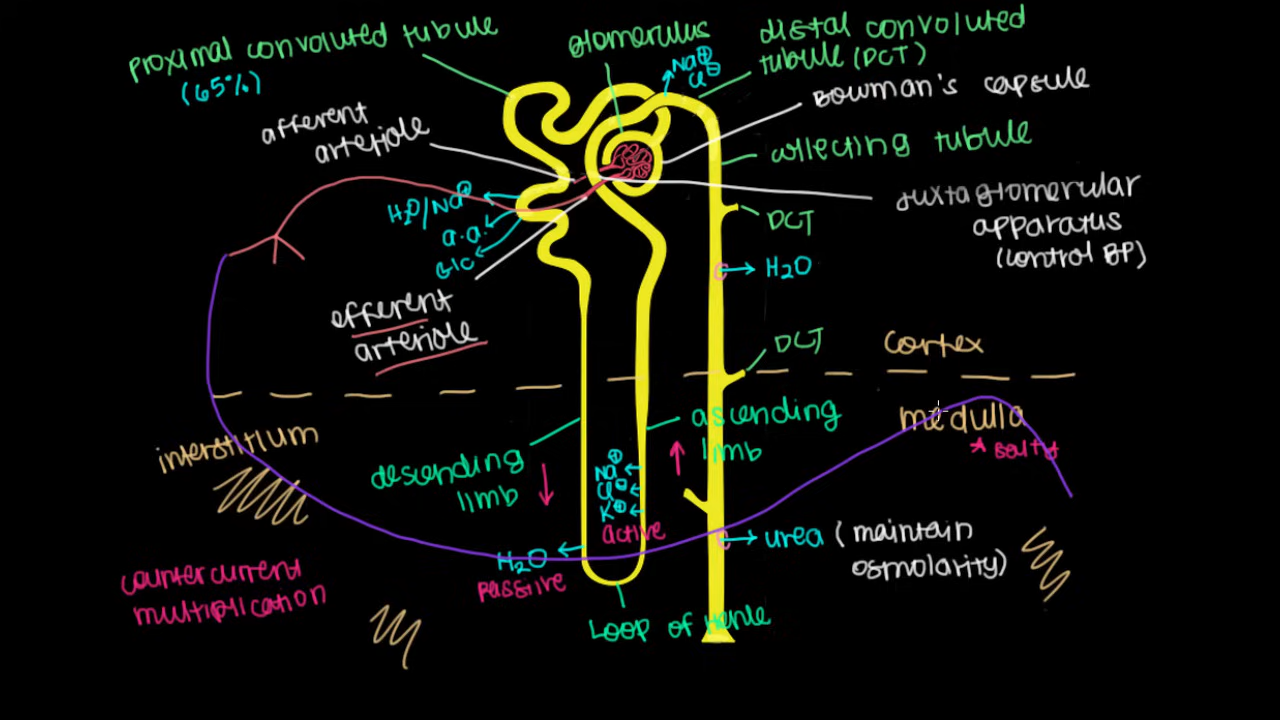 proximal convoluted tubule
(65%)
glomerulus
distal convoluted
tubule (DCT)
Na⊕
Cl⊖
Bowman's capsule
afferent
arteriole
collecting tubule
H2O/Na⊕
a.a.
Glc
juxtaglomerular
apparatus
(control BP)
DCT
H2O
efferent
arteriole
DCT
cortex
medulla
* salty
interstitium
descending
limb
ascending
limb
Na⊕
Cl⊖
K⊕
active
H2O
passive
urea (maintain
osmolarity)
countercurrent
multiplication
Loop of Henle